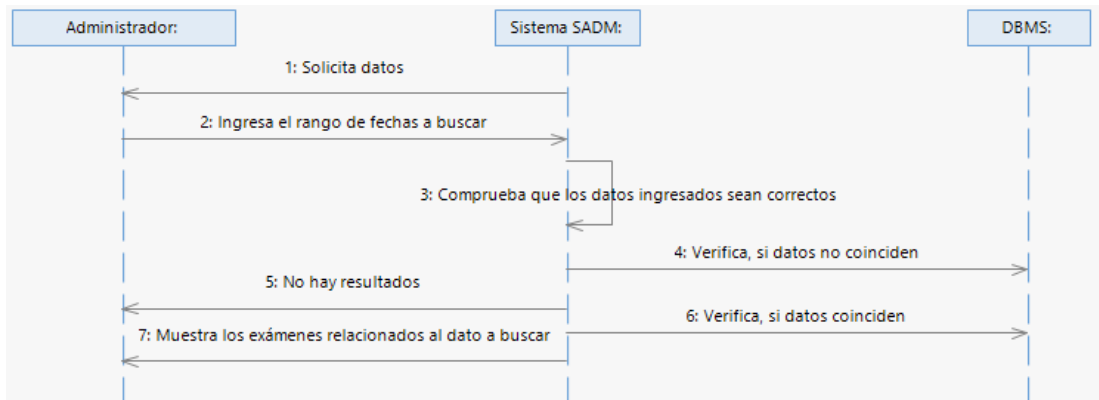 Administrador:
Sistema SADM:
DBMS:
1: Solicita datos
2: Ingresa el rango de fechas a buscar
3: Comprueba que los datos ingresados sean correctos
4: Verifica, si datos no coinciden
5: No hay resultados
6: Verifica, si datos coinciden
7: Muestra los exámenes relacionados al dato a buscar